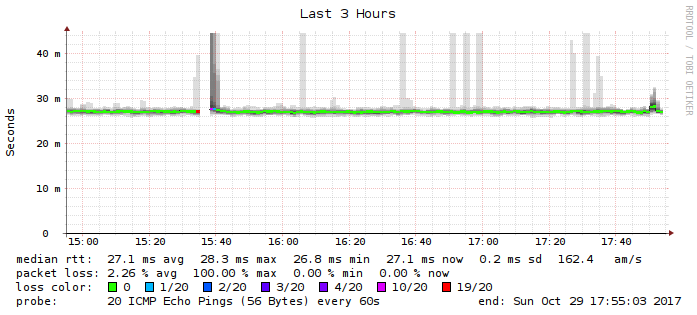 Last 3 Hours
RRDTOOL / TOBI OETIKER
Seconds
40 m
30 m
20 m
10 m
0
15:00 15:20 15:40 16:00 16:20 16:40 17:00 17:20 17:40
median rtt: 27.1 ms avg 28.3 ms max 26.8 ms min 27.1 ms now 0.2 ms sd 162.4 am/s
packet loss: 2.26 % avg 100.00 % max 0.00 % min 0.00 % now
loss color: 0 1/20 2/20 3/20 4/20 10/20 19/20
probe: 20 ICMP Echo Pings (56 Bytes) every 60s end: Sun Oct 29 17:55:03 2017